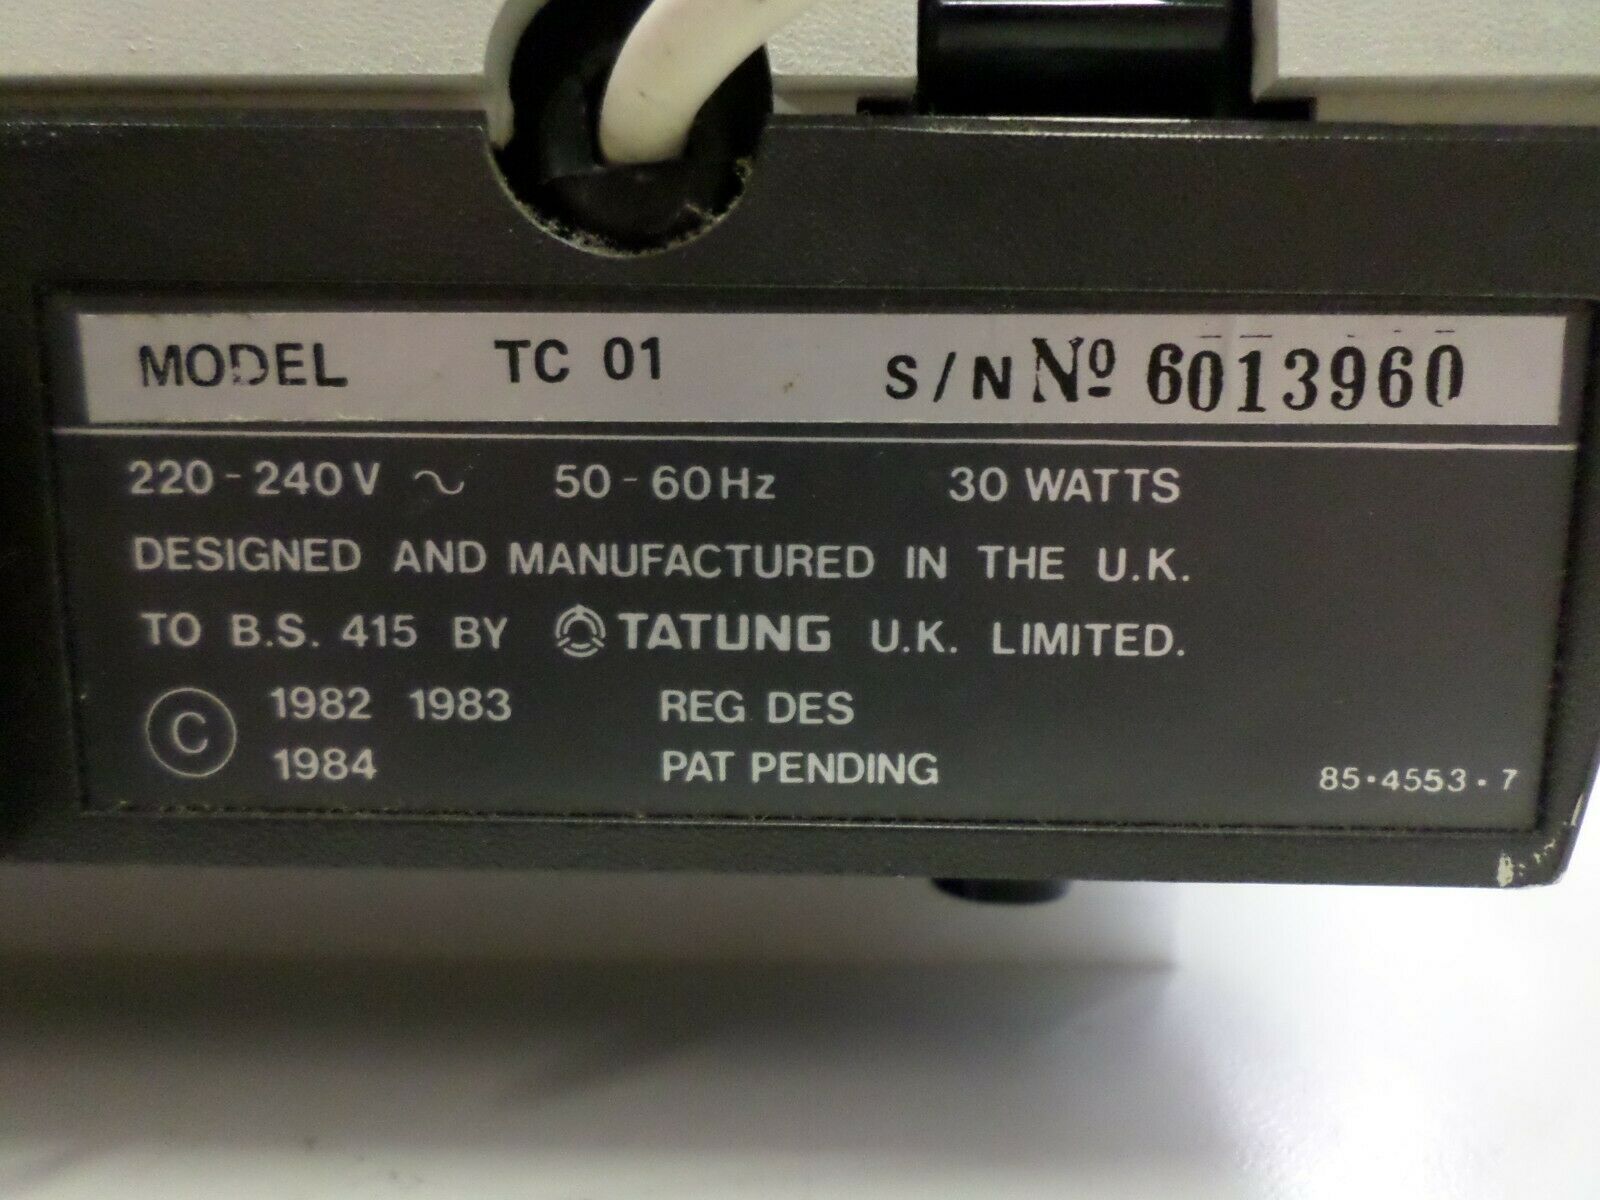 MODEL TC 01 S/N Nº 6013960
220-240V ~ 50-60Hz 30 WATTS
DESIGNED AND MANUFACTURED IN THE U.K.
TO B.S. 415 BY TATUNG U.K. LIMITED.
© 1982 1983 REG DES
1984 PAT PENDING
85·4553·7